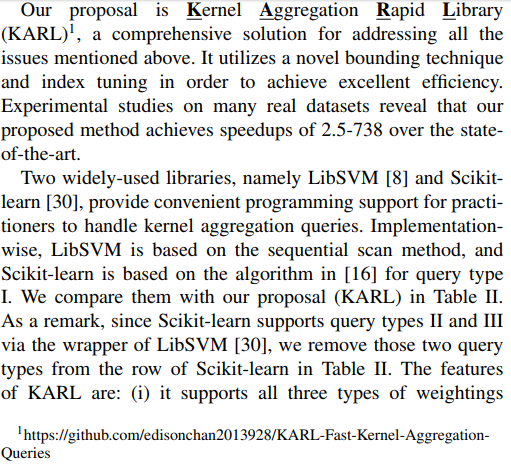 Our proposal is Kernel Aggregation Rapid Library
(KARL)¹, a comprehensive solution for addressing all the
issues mentioned above. It utilizes a novel bounding technique
and index tuning in order to achieve excellent efficiency.
Experimental studies on many real datasets reveal that our
proposed method achieves speedups of 2.5-738 over the state-
of-the-art.
Two widely-used libraries, namely LibSVM [8] and Scikit-
learn [30], provide convenient programming support for practi-
tioners to handle kernel aggregation queries. Implementation-
wise, LibSVM is based on the sequential scan method, and
Scikit-learn is based on the algorithm in [16] for query type
I. We compare them with our proposal (KARL) in Table II.
As a remark, since Scikit-learn supports query types II and III
via the wrapper of LibSVM [30], we remove those two query
types from the row of Scikit-learn in Table II. The features
of KARL are: (i) it supports all three types of weightings
¹https://github.com/edisonchan2013928/KARL-Fast-Kernel-Aggregation-
Queries